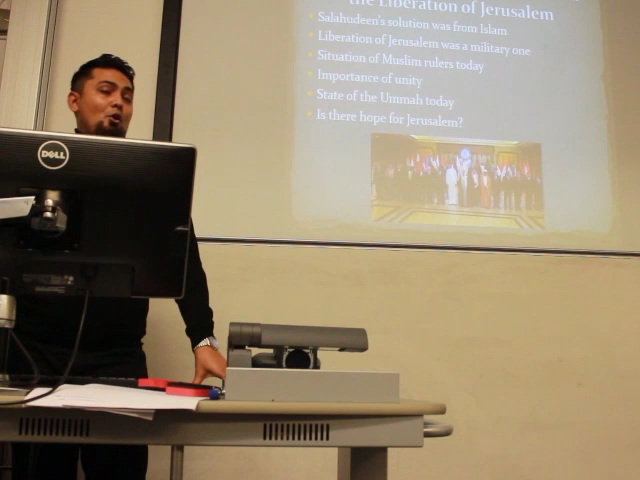 the Liberation of Jerusalem
Salahudeen's solution was from Islam
Liberation of Jerusalem was a military one
Situation of Muslim rulers today
Importance of unity
State of the Ummah today
Is there hope for Jerusalem?
DELL